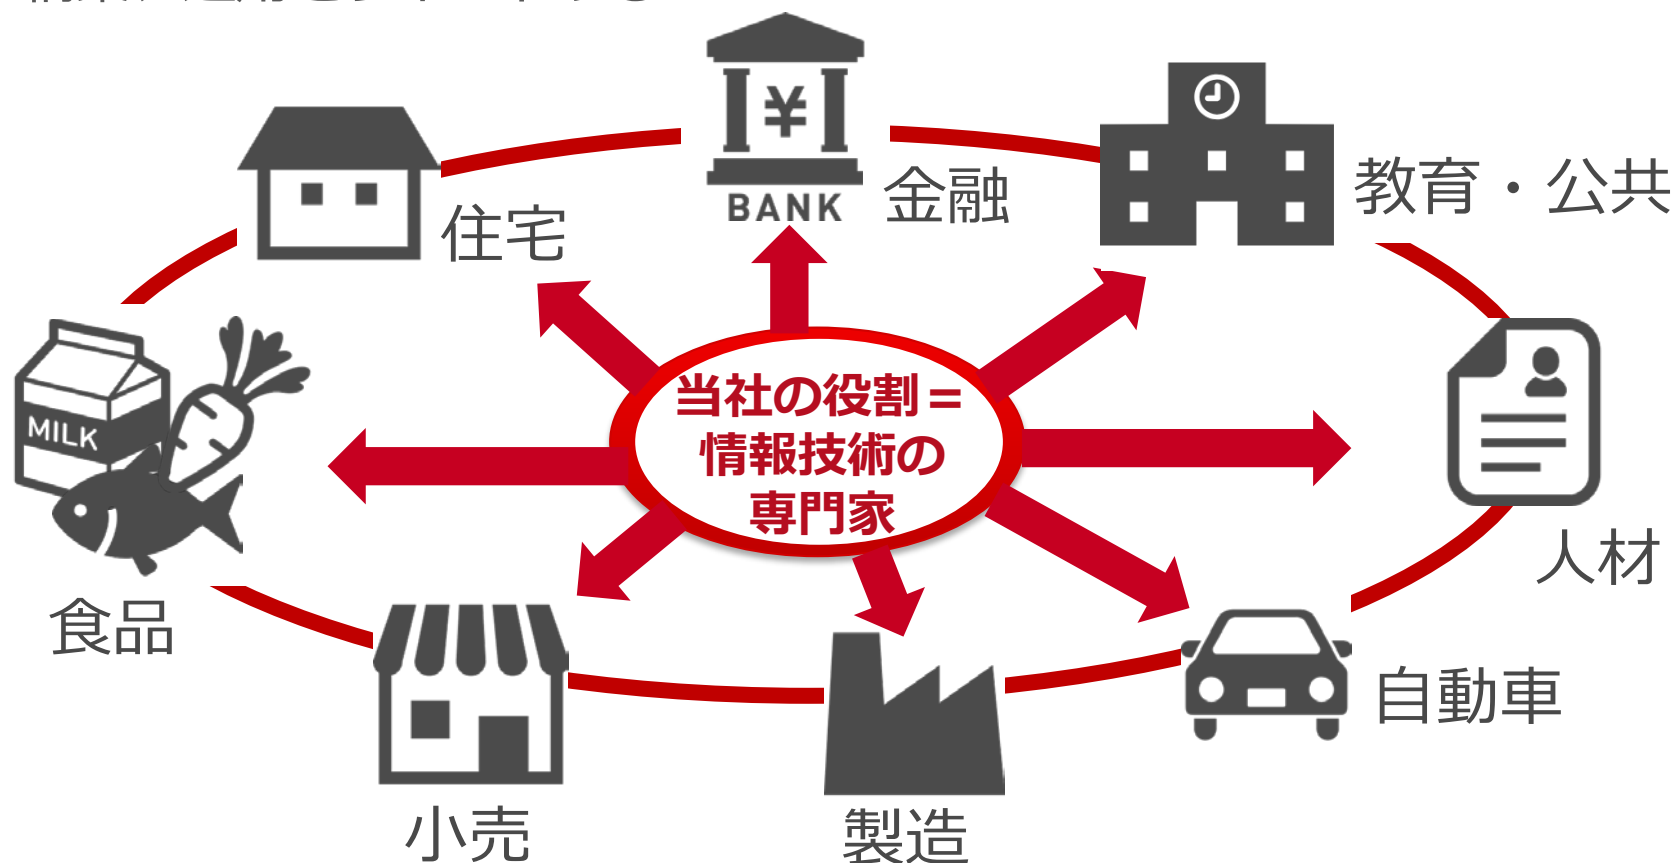 BANK
金融
教育・公共
住宅
当社の役割＝
情報技術の
専門家
MILK
人材
食品
自動車
小売
製造